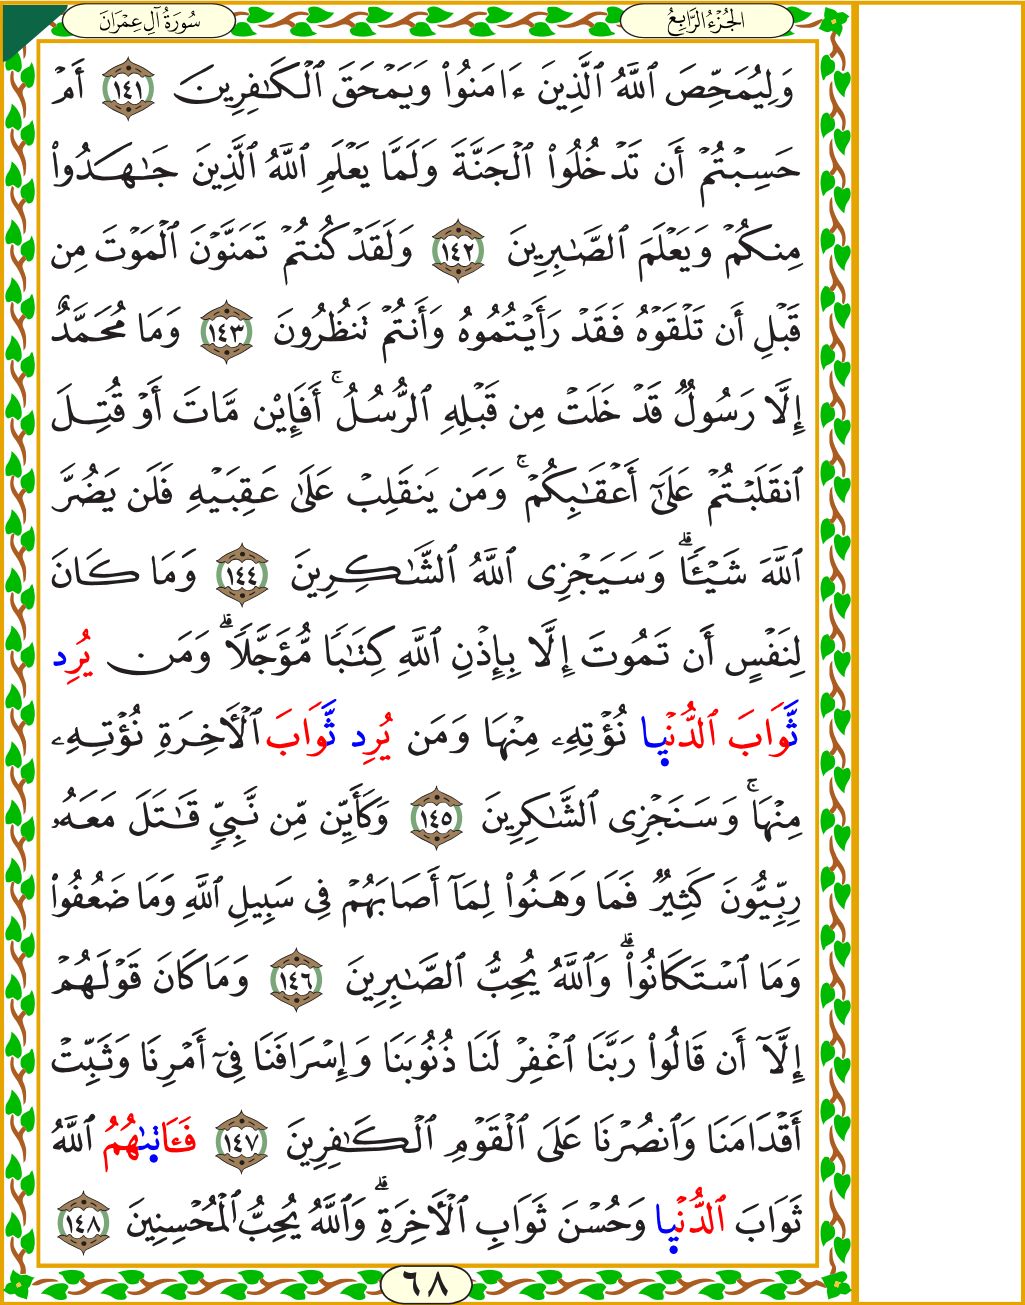 سُورَةُ آلِ عِمْرَان
الجُزْءُ الرَّابِعُ
وَلِيُمَحِّصَ ٱللَّهُ ٱلَّذِينَ ءَامَنُواْ وَيَمۡحَقَ ٱلۡكَٰفِرِينَ ١٤١ أَمۡ
حَسِبۡتُمۡ أَن تَدۡخُلُواْ ٱلۡجَنَّةَ وَلَمَّا يَعۡلَمِ ٱللَّهُ ٱلَّذِينَ جَٰهَدُواْ
مِنكُمۡ وَيَعۡلَمَ ٱلصَّٰبِرِينَ ١٤٢ وَلَقَدۡ كُنتُمۡ تَمَنَّوۡنَ ٱلۡمَوۡتَ مِن
قَبۡلِ أَن تَلۡقَوۡهُ فَقَدۡ رَأَيۡتُمُوهُ وَأَنتُمۡ تَنظُرُونَ ١٤٣ وَمَا مُحَمَّدٌ
إِلَّا رَسُولٌ قَدۡ خَلَتۡ مِن قَبۡلِهِ ٱلرُّسُلُۚ أَفَإِيْن مَّاتَ أَوۡ قُتِلَ
ٱنقَلَبۡتُمۡ عَلَىٰٓ أَعۡقَٰبِكُمۡۚ وَمَن يَنقَلِبۡ عَلَىٰ عَقِبَيۡهِ فَلَن يَضُرَّ
ٱللَّهَ شَيۡـٔٗاۗ وَسَيَجۡزِي ٱللَّهُ ٱلشَّٰكِرِينَ ١٤٤ وَمَا كَانَ
لِنَفۡسٍ أَن تَمُوتَ إِلَّا بِإِذۡنِ ٱللَّهِ كِتَٰبٗا مُّؤَجَّلٗاۗ وَمَن يُرِد
ثَّوَابَ ٱلدُّنۡيٜا نُؤۡتِهِۦ مِنۡهَا وَمَن يُرِد ثَّوَابَ ٱلۡأٓخِرَةِ نُؤۡتِهِۦ
مِنۡهَاۚ وَسَنَجۡزِي ٱلشَّٰكِرِينَ ١٤٥ وَكَأَيِّن مِّن نَّبِيّٖ قَٰتَلَ مَعَهُۥ
رِبِّيُّونَ كَثِيرٞ فَمَا وَهَنُواْ لِمَآ أَصَابَهُمۡ فِي سَبِيلِ ٱللَّهِ وَمَا ضَعُفُواْ
وَمَا ٱسۡتَكَانُواْۗ وَٱللَّهُ يُحِبُّ ٱلصَّٰبِرِينَ ١٤٦ وَمَا كَانَ قَوۡلَهُمۡ
إِلَّآ أَن قَالُواْ رَبَّنَا ٱغۡفِرۡ لَنَا ذُنُوبَنَا وَإِسۡرَافَنَا فِيٓ أَمۡرِنَا وَثَبِّتۡ
أَقۡدَامَنَا وَٱنصُرۡنَا عَلَى ٱلۡقَوۡمِ ٱلۡكَٰفِرِينَ ١٤٧ فَـَٔاتٜىٰهُمُ ٱللَّهُ
ثَوَابَ ٱلدُّنۡيٜا وَحُسۡنَ ثَوَابِ ٱلۡأٓخِرَةِۗ وَٱللَّهُ يُحِبُّ ٱلۡمُحۡسِنِينَ ١٤٨
٦٨